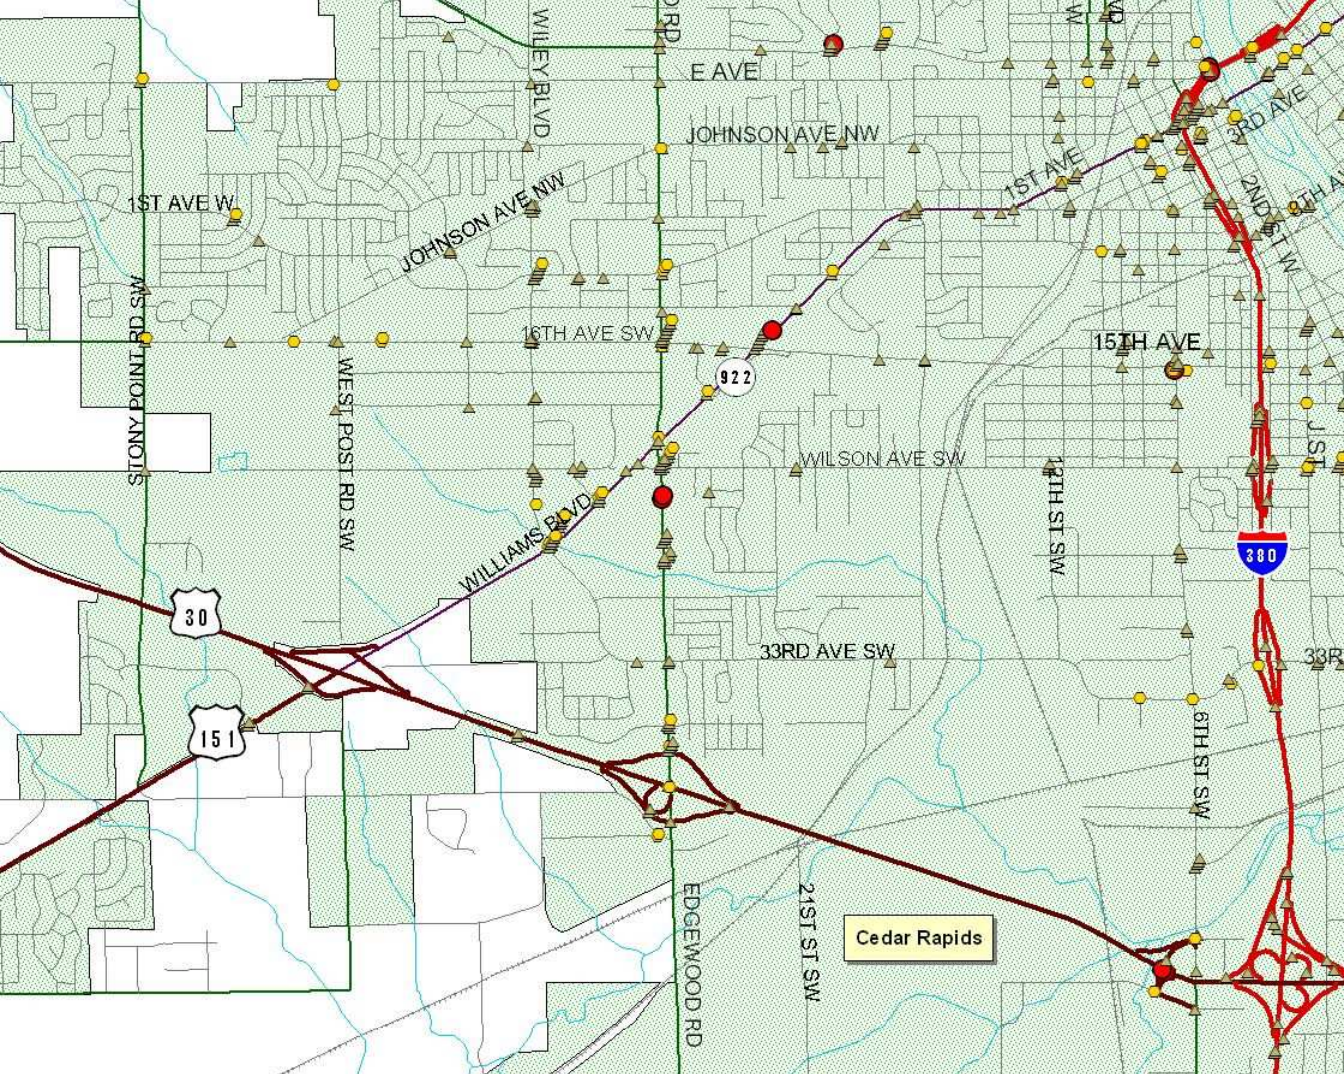 WILEY BLVD
E AVE
JOHNSON AVE NW
3RD AVE
1ST AVE
1ST AVE W
JOHNSON AVE NW
2ND ST W
STONY POINT RD SW
16TH AVE SW
15TH AVE
922
WEST POST RD SW
WILSON AVE SW
12TH ST SW
J ST
WILLIAMS BLVD
380
30
33RD AVE SW
33R
151
6TH ST SW
EDGEWOOD RD
21ST ST SW
Cedar Rapids